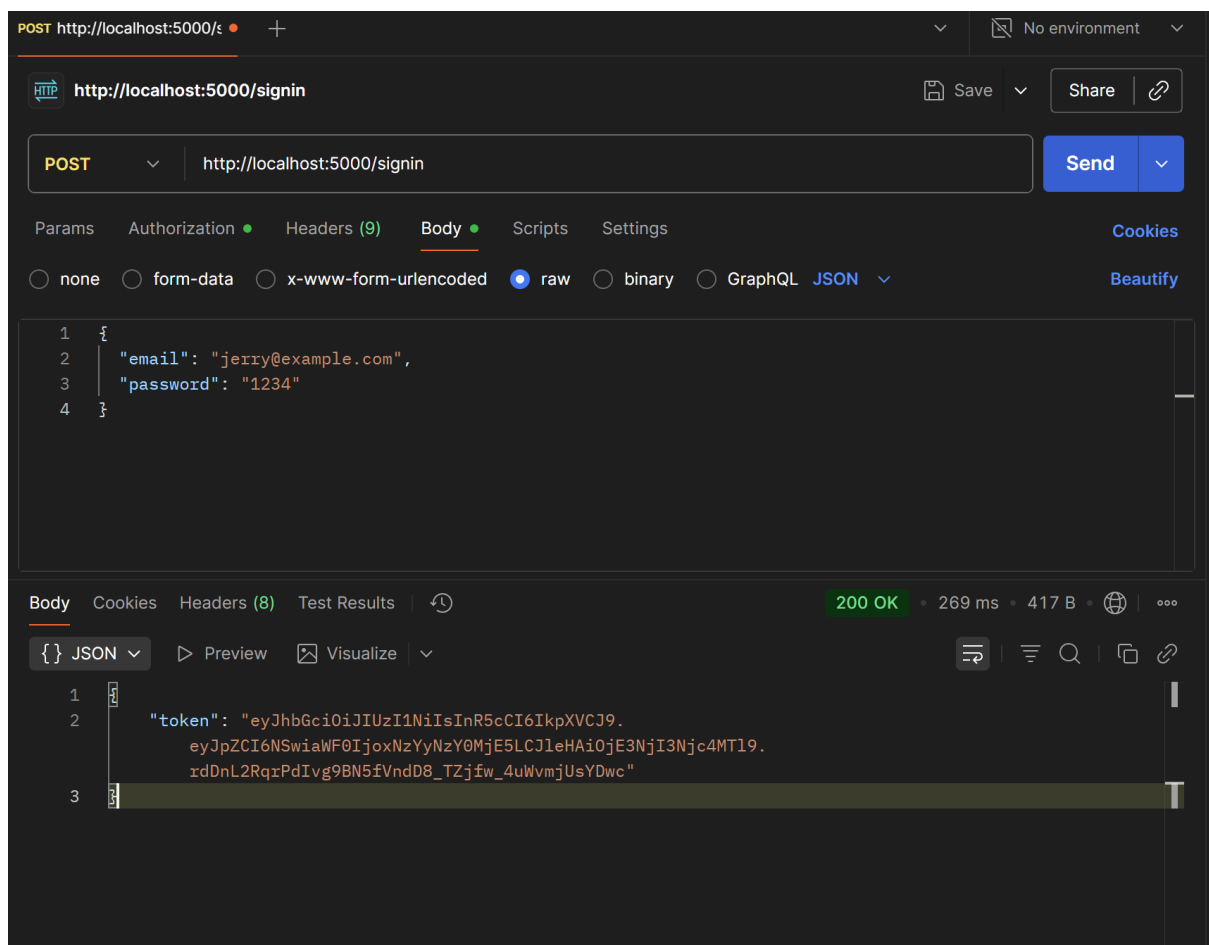 POST http://localhost:5000/s
No environment
HTTP http://localhost:5000/signin
Save
Share
POST http://localhost:5000/signin
Send
Params Authorization Headers (9) Body Scripts Settings Cookies
none form-data x-www-form-urlencoded raw binary GraphQL JSON Beautify
1 {
2 "email": "jerry@example.com",
3 "password": "1234"
4 }
Body Cookies Headers (8) Test Results 200 OK 269 ms 417 B
{} JSON Preview Visualize
1 {
2 "token": "eyJhbGciOiJIUzI1NiIsInR5cCI6IkpXVCJ9.
eyJpZCI6NSwiaWF0IjoxNzYyNzY0MjE5LCJleHAiOjE3NjI3Njc4MTl9.
rdDnL2RqrPdIvg9BN5fVndD8_TZjfw_4uWvmjUsYDwc"
3 }